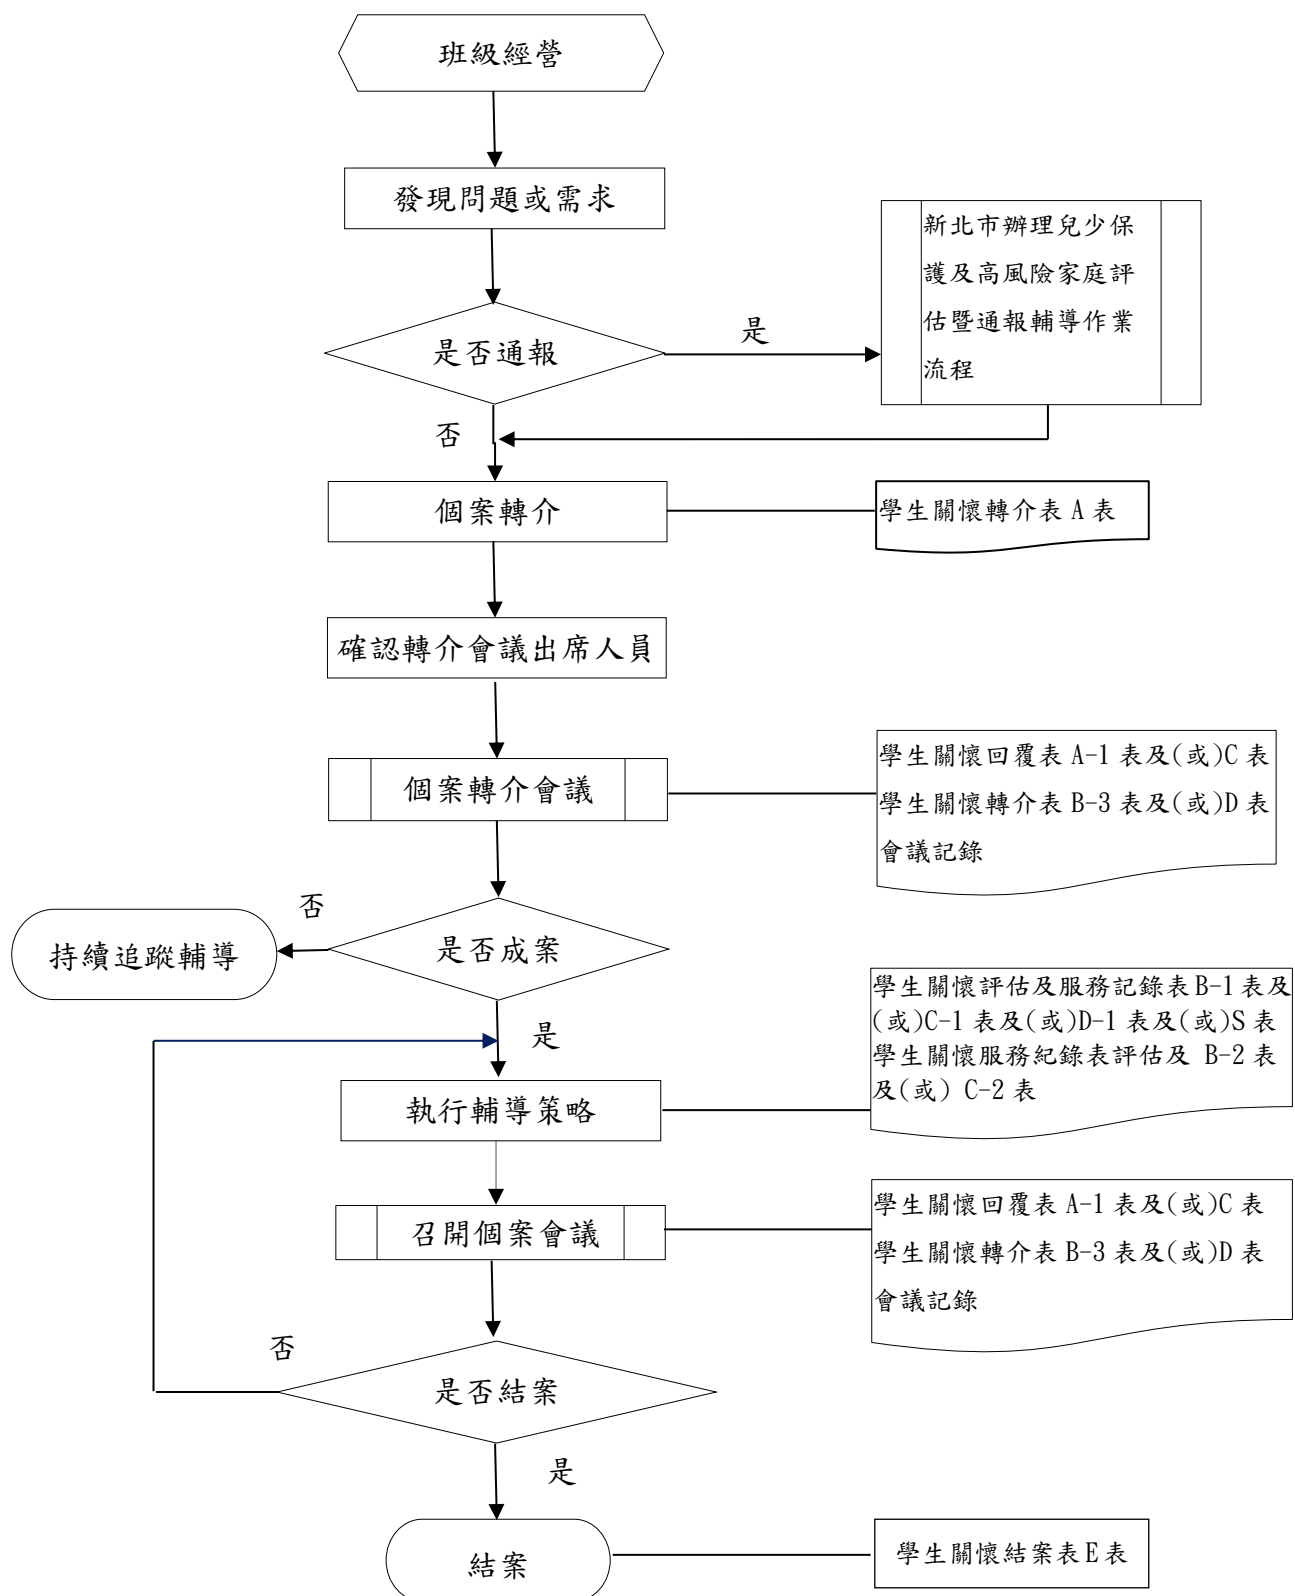 班級經營
發現問題或需求
新北市辦理兒少保
護及高風險家庭評
估暨通報輔導作業
流程
是否通報
是
否
個案轉介
學生關懷轉介表 A 表
確認轉介會議出席人員
個案轉介會議
學生關懷回覆表 A-1 表及(或)C 表
學生關懷轉介表 B-3 表及(或)D 表
會議記錄
是否成案
否
持續追蹤輔導
是
執行輔導策略
學生關懷評估及服務記錄表 B-1 表及
(或)C-1 表及(或)D-1 表及(或)S 表
學生關懷服務紀錄表評估及 B-2 表
及(或) C-2 表
召開個案會議
學生關懷回覆表 A-1 表及(或)C 表
學生關懷轉介表 B-3 表及(或)D 表
會議記錄
否
是否結案
是
結案
學生關懷結案表 E 表